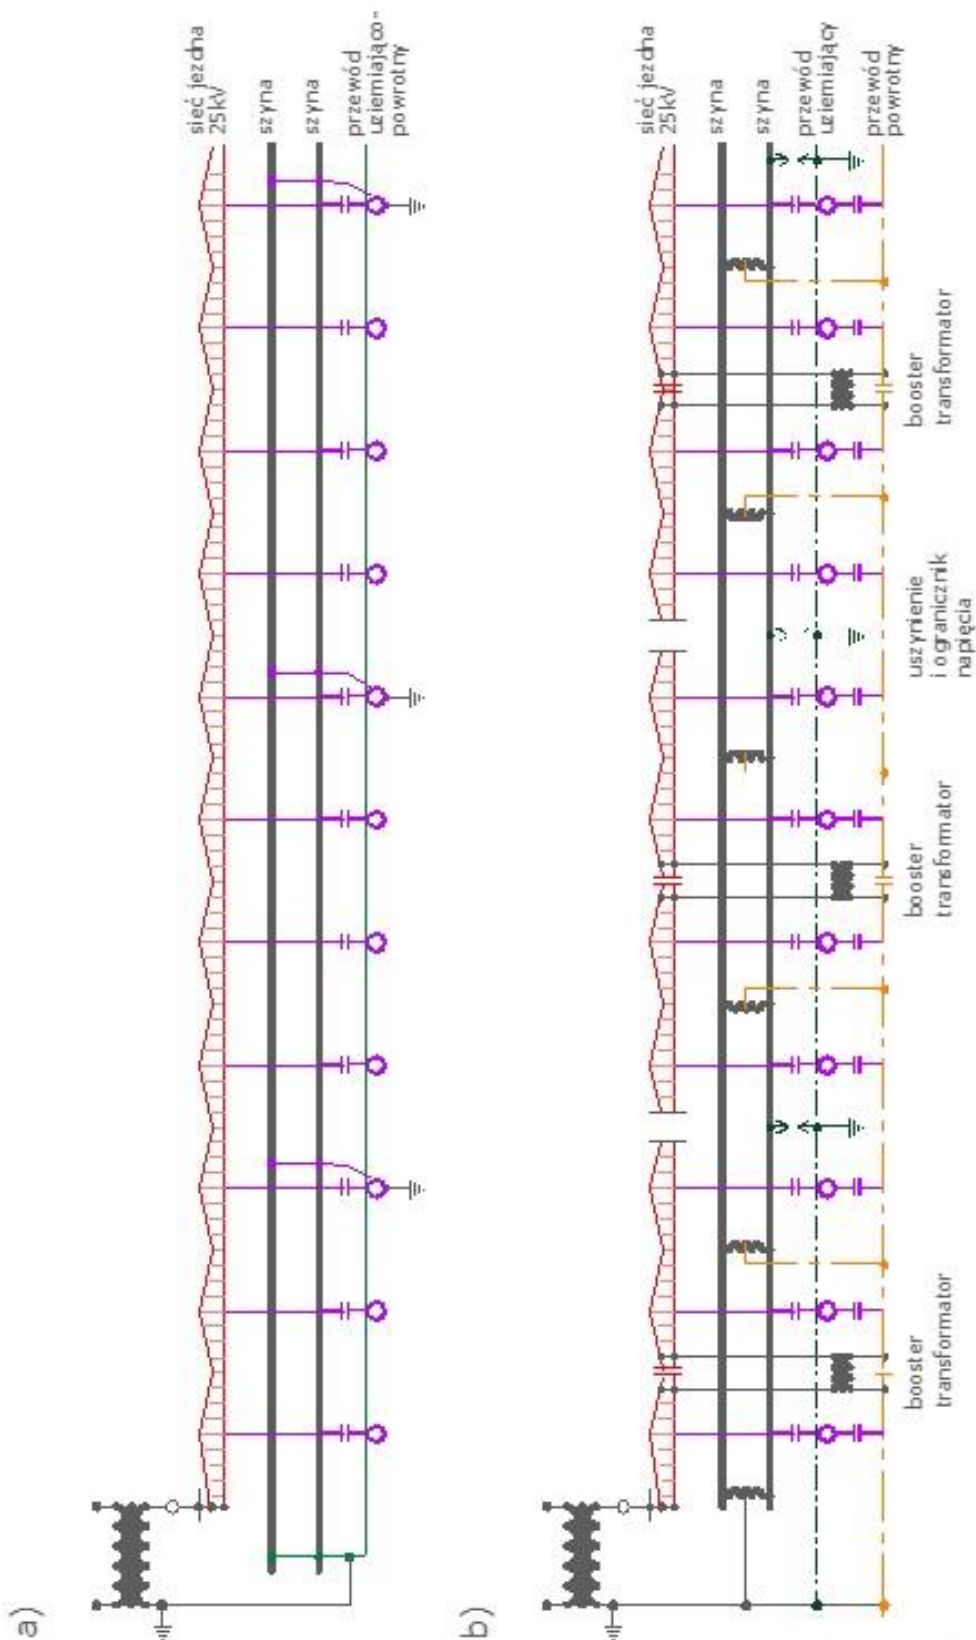 a)
sieć jezdna
25kV
szyna
szyna
przewód
uziemiająco-
powrotny
b)
sieć jezdna
25kV
szyna
szyna
przewód
uziemiający
przewód
powrotny
booster
transformator
booster
transformator
uszynienie
i ogranicznik
napięcia
booster
transformator